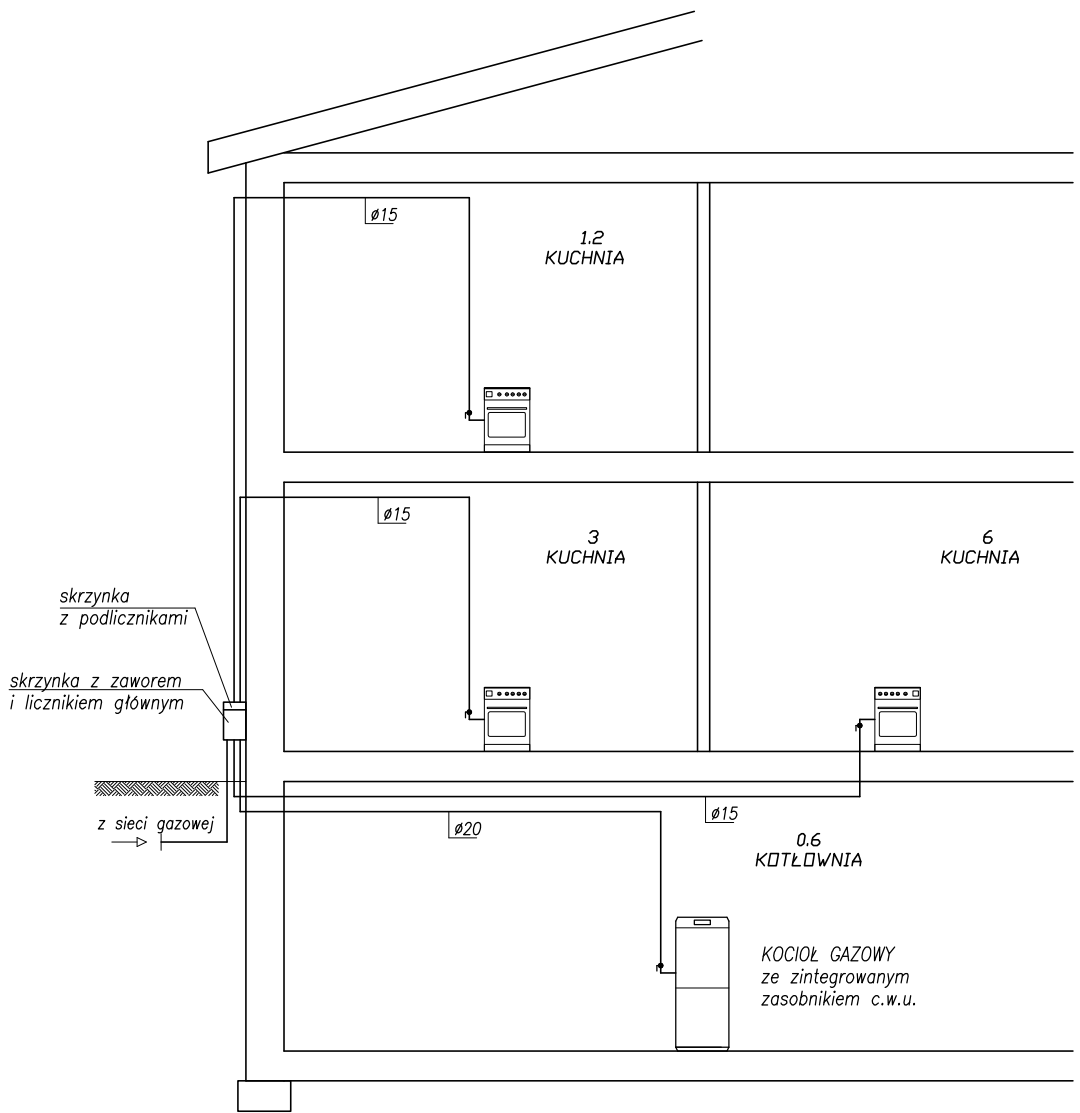 ø15
1.2
KUCHNIA
ø15
3
KUCHNIA
6
KUCHNIA
skrzynka
z podlicznikami
skrzynka z zaworem
i licznikiem głównym
z sieci gazowej
ø20
ø15
0.6
KOTŁOWNIA
KOCIOŁ GAZOWY
ze zintegrowanym
zasobnikiem c.w.u.